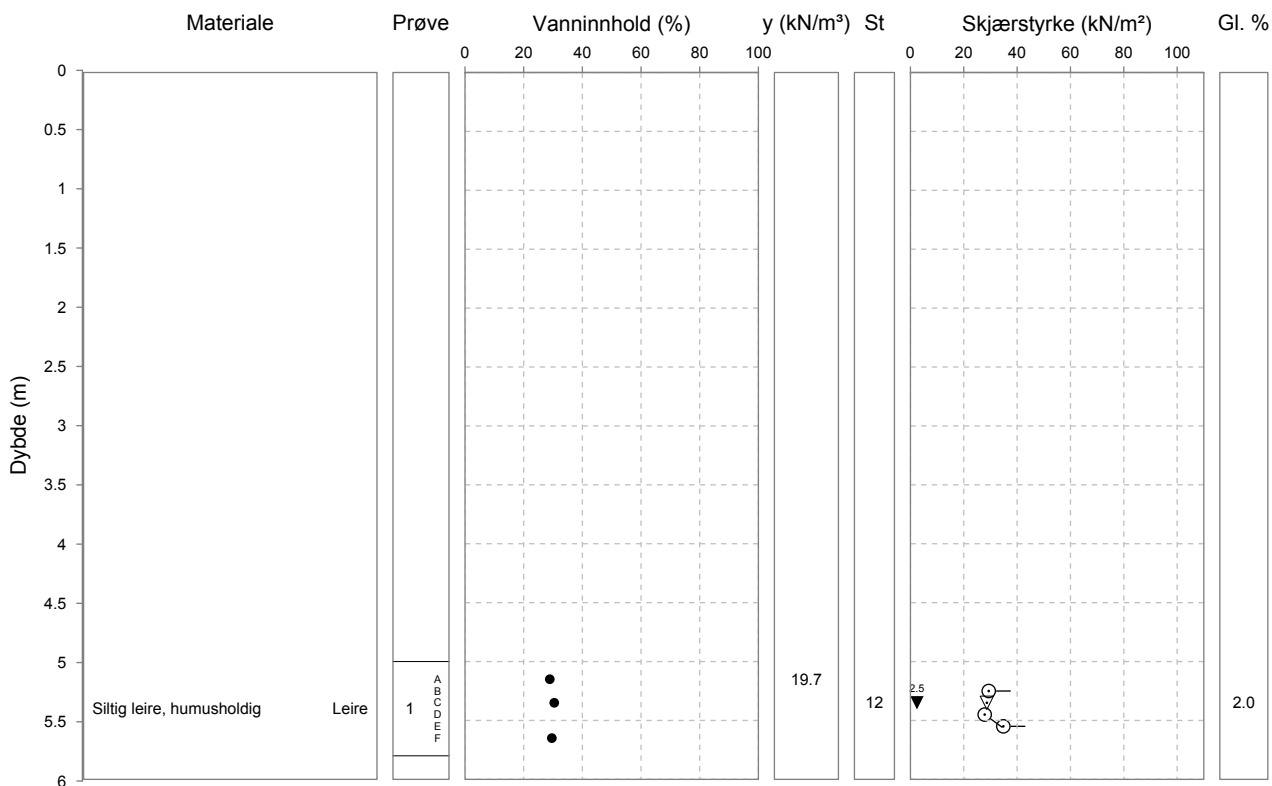 Materiale Prøve Vanninnhold (%) y (kN/m³) St Skjærstyrke (kN/m²) Gl. %
0 20 40 60 80 100 0 20 40 60 80 100
0
0.5
1
1.5
2
2.5
3
3.5
4
4.5
5
5.5
6
Dybde (m)
19.7
A
B
C
D
E
F
2.5
Siltig leire, humusholdig Leire 1 12 2.0